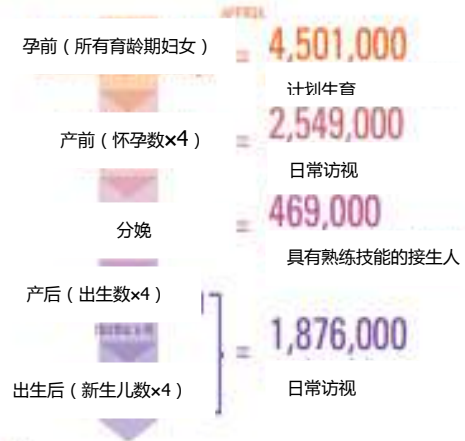 孕前（所有育龄期妇女）
= 4,501,000
计划生育
产前（怀孕数×4）
= 2,549,000
日常访视
分娩
= 469,000
具有熟练技能的接生人
产后（出生数×4）
= 1,876,000
出生后（新生儿数×4）
日常访视